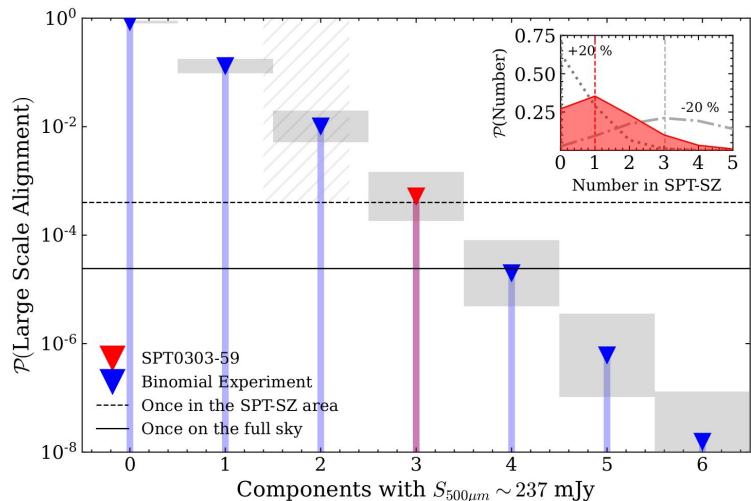 10^0
10^-2
10^-4
10^-6
10^-8
P(Large Scale Alignment)
0 1 2 3 4 5 6
Components with S_500μm ~ 237 mJy
SPT0303-59
Binomial Experiment
Once in the SPT-SZ area
Once on the full sky
0.75
0.50
0.25
P(Number)
+20 %
-20 %
0 1 2 3 4 5
Number in SPT-SZ